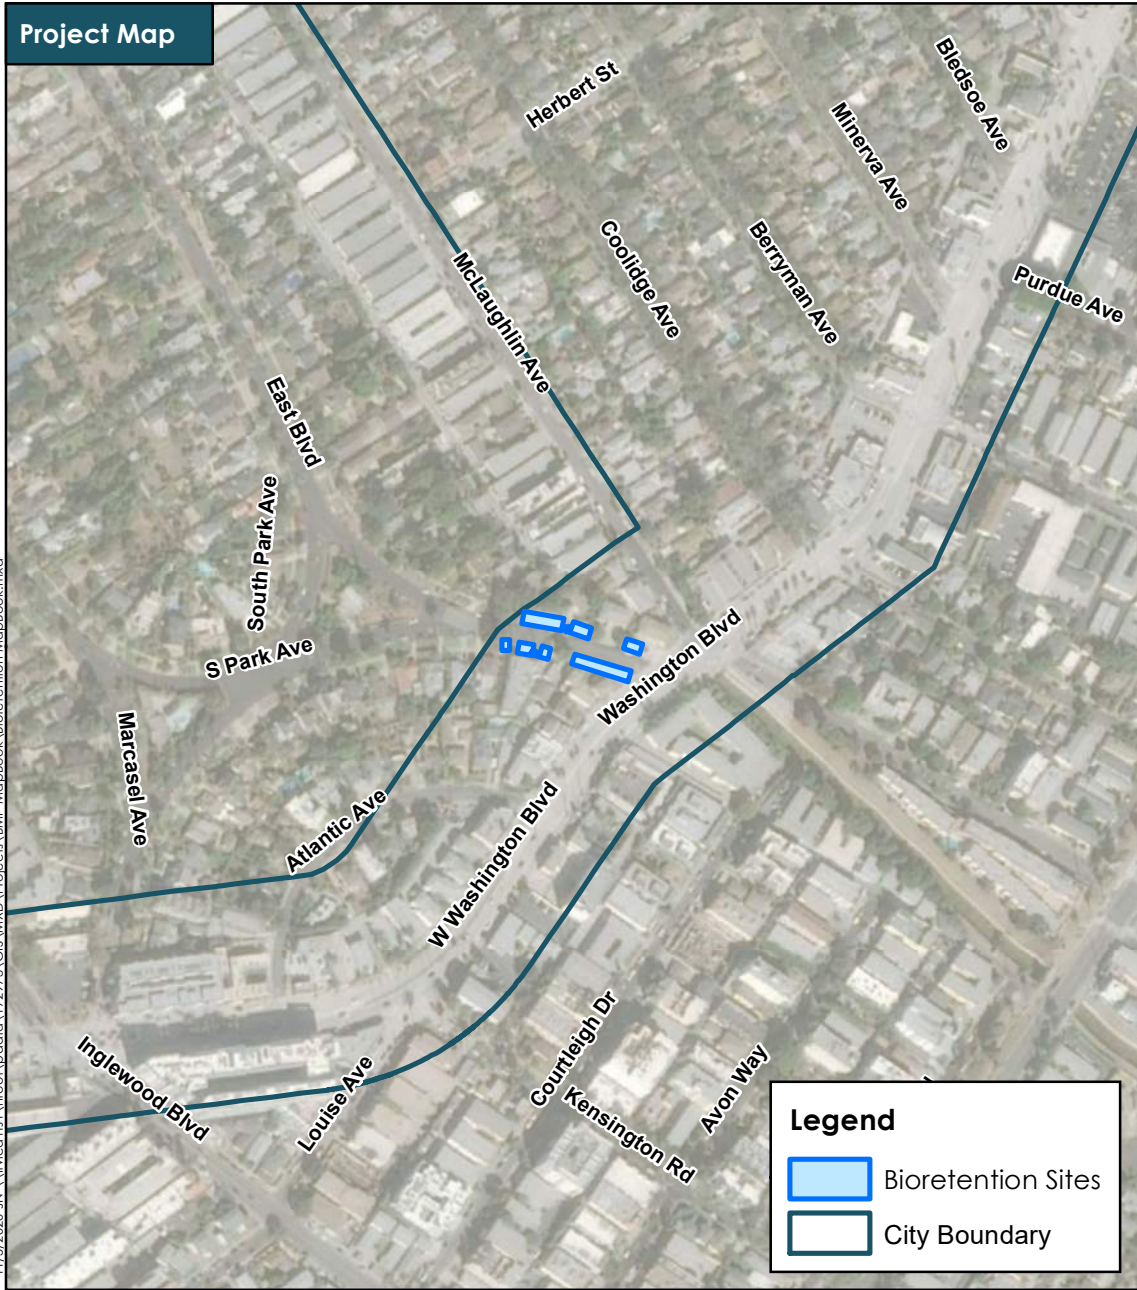 Project Map
Bledsoe Ave
Herbert St
Minerva Ave
Coolidge Ave
Berryman Ave
McLaughlin Ave
Purdue Ave
East Blvd
South Park Ave
S Park Ave
Washington Blvd
Marcasel Ave
Atlantic Ave
W Washington Blvd
Inglewood Blvd
Louise Ave
Courtleigh Dr
Kensington Rd
Avon Way
Legend
Bioretention Sites
City Boundary